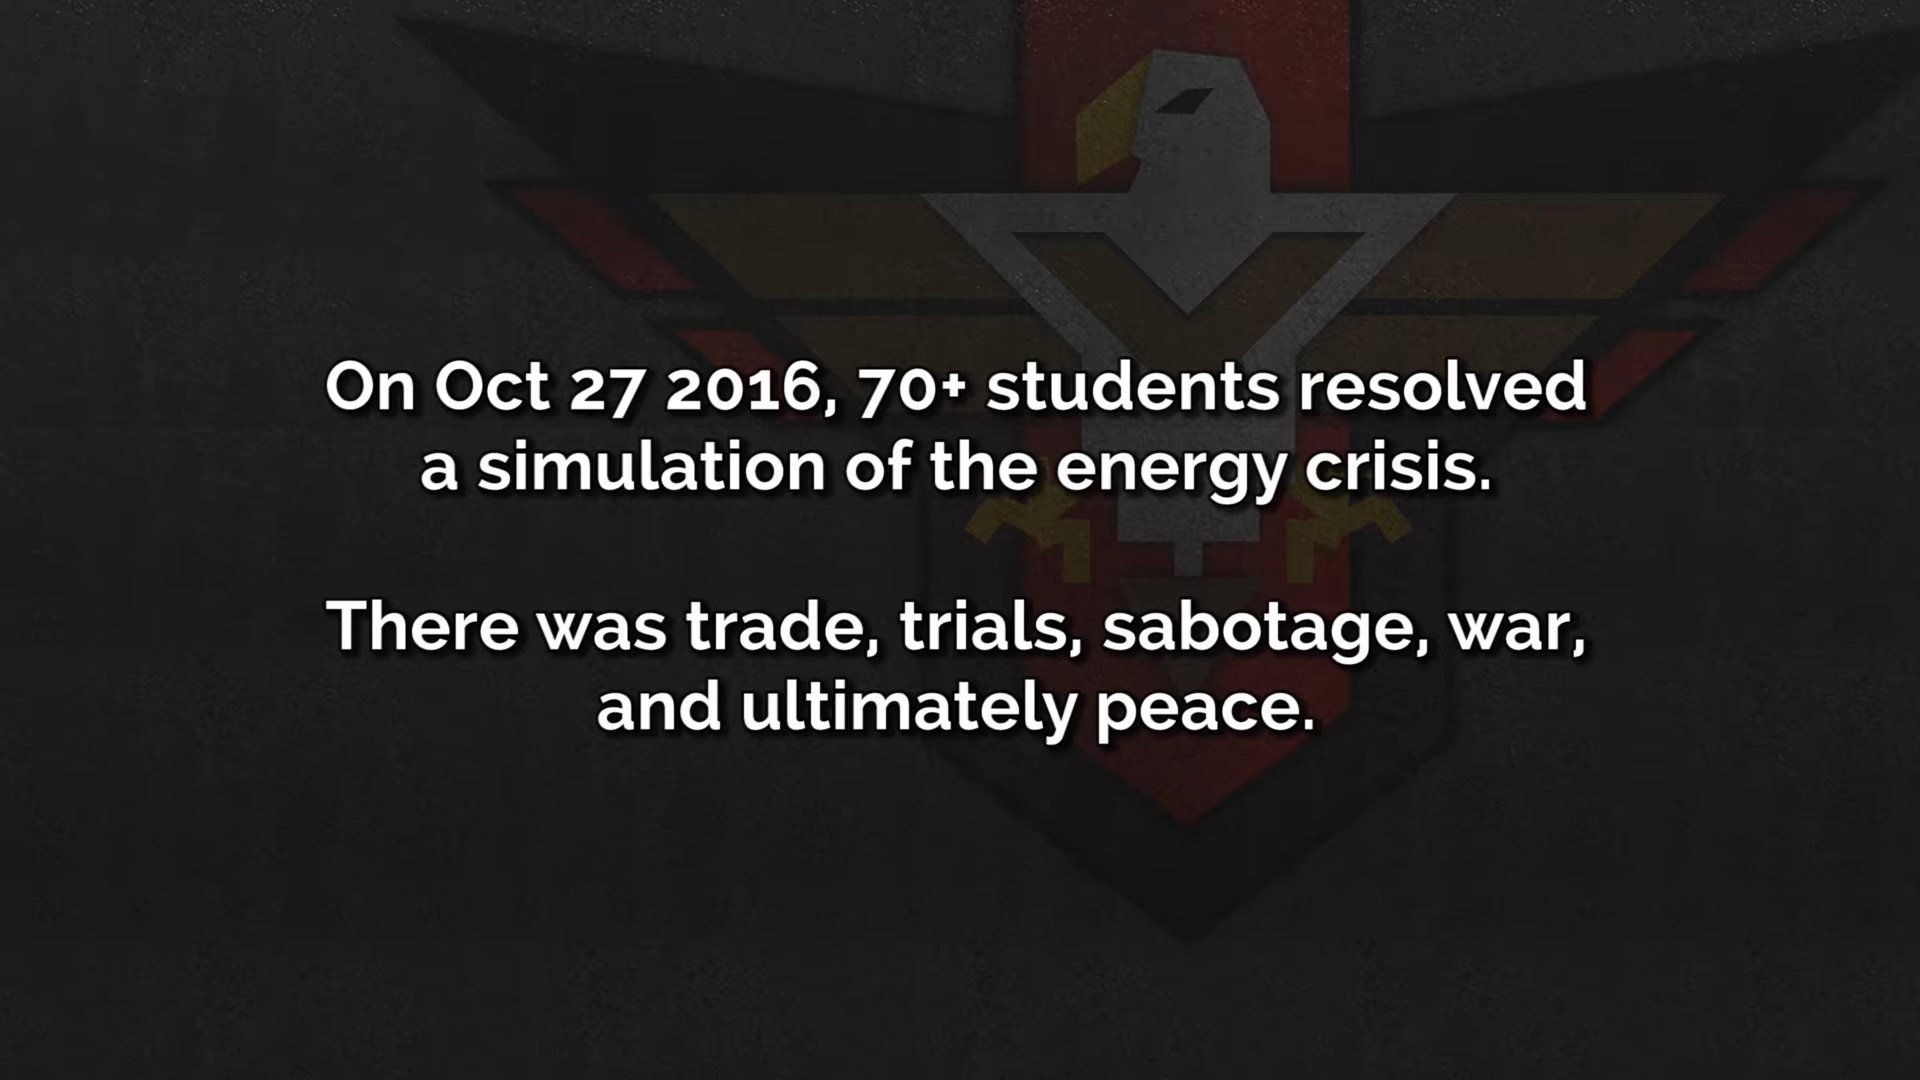 On Oct 27 2016, 70+ students resolved
a simulation of the energy crisis.
There was trade, trials, sabotage, war,
and ultimately peace.